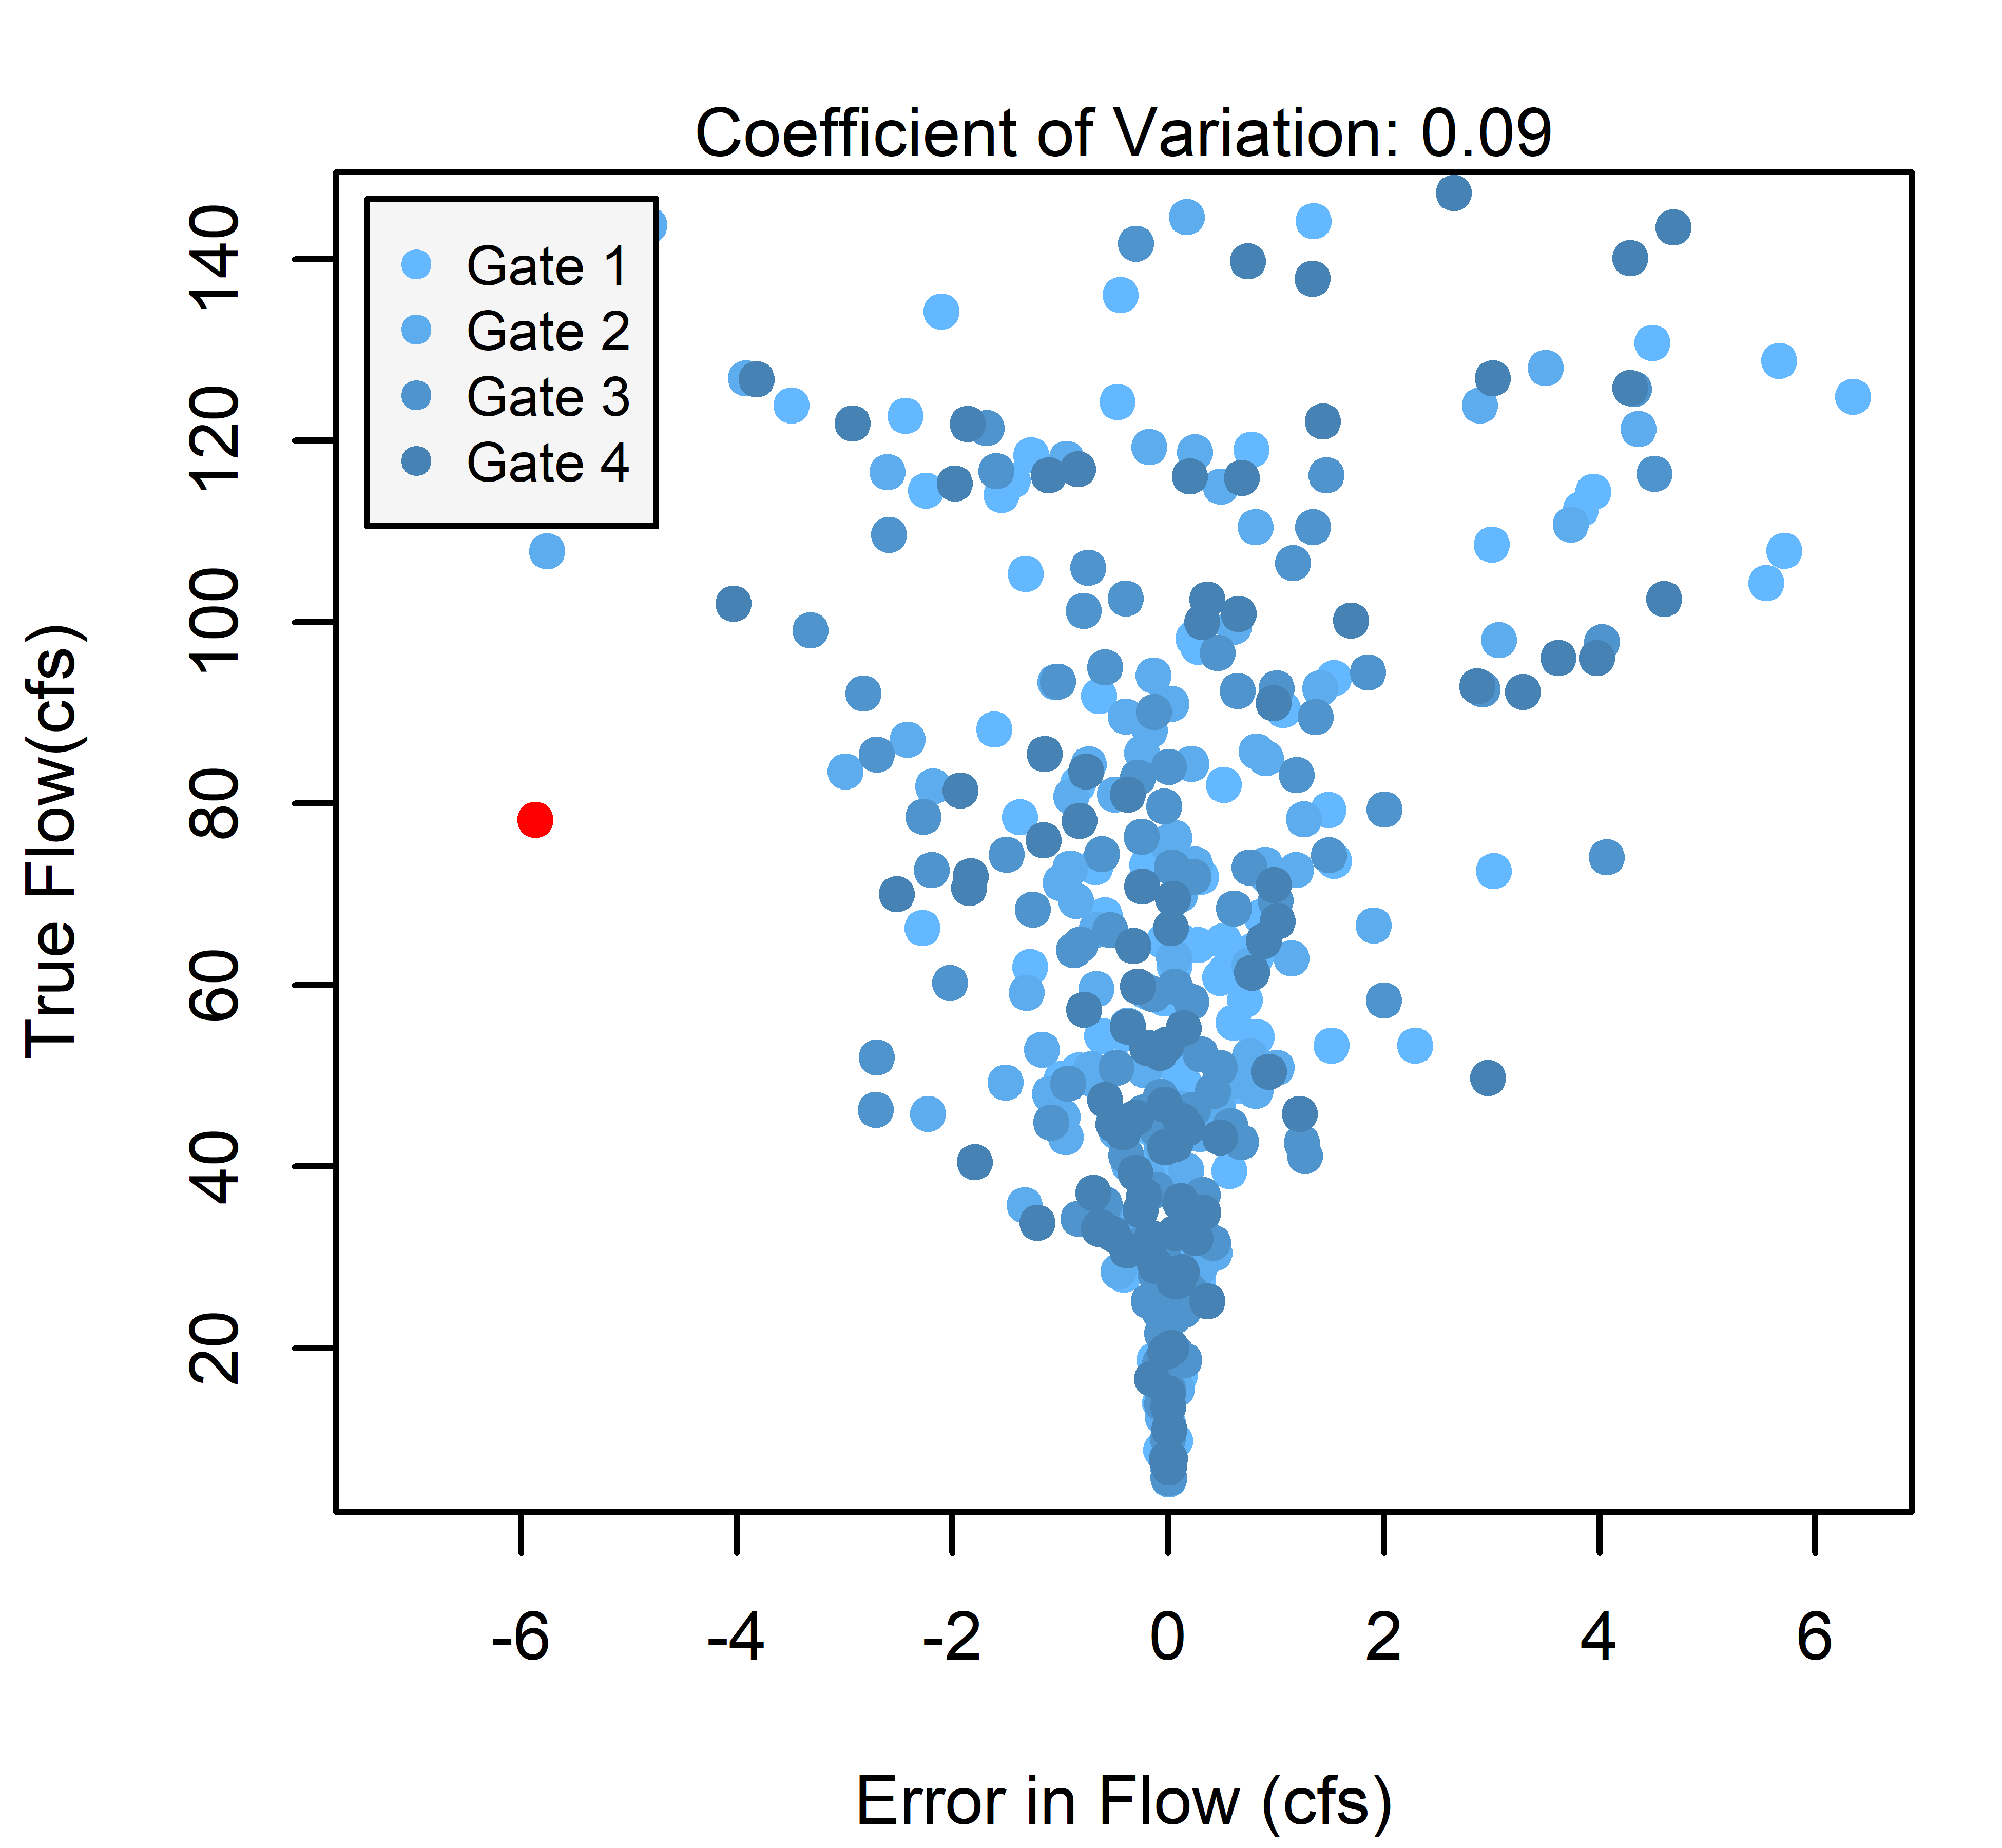 Coefficient of Variation: 0.09
Gate 1
Gate 2
Gate 3
Gate 4
True Flow(cfs)
140
120
100
80
60
40
20
-6 -4 -2 0 2 4 6
Error in Flow (cfs)